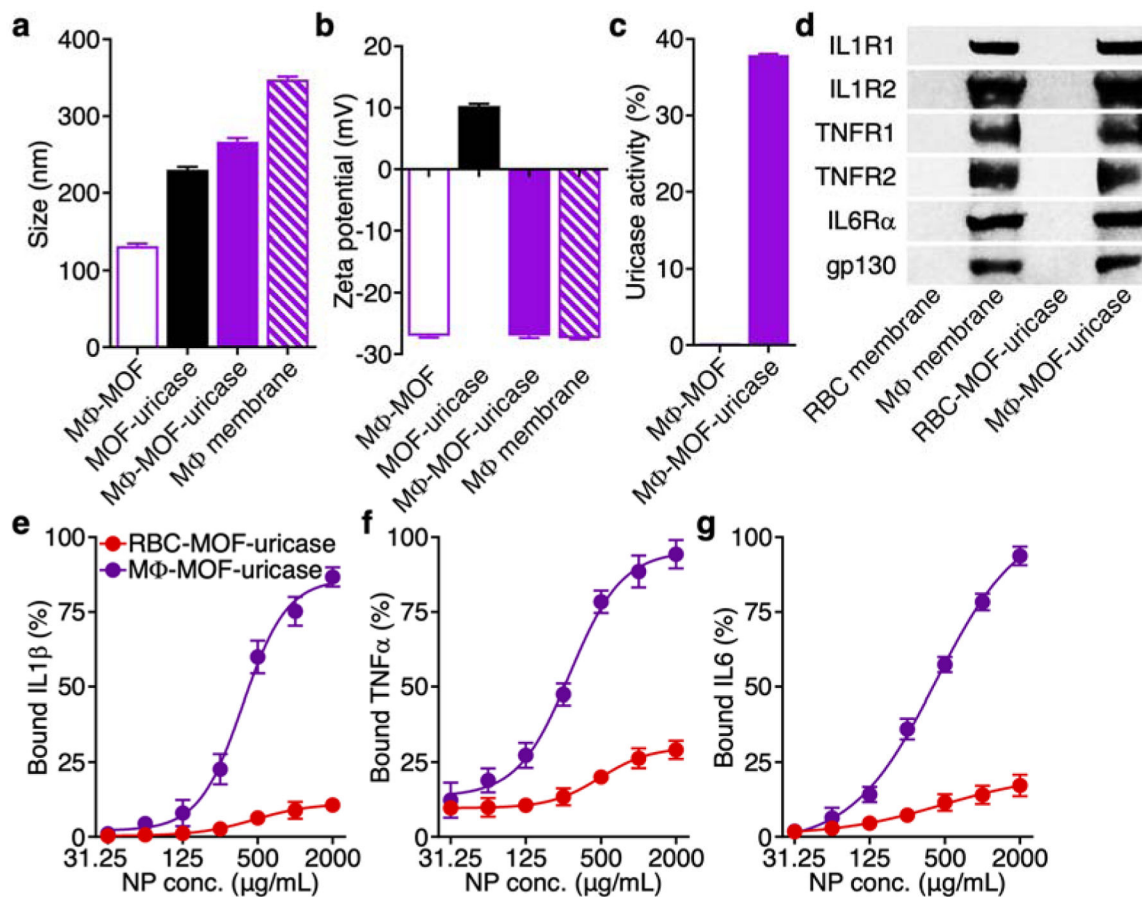 a
Size (nm)
400
300
200
100
0
MΦ-MOF
MOF-uricase
MΦ-MOF-uricase
MΦ membrane
b
Zeta potential (mV)
20
10
0
-10
-20
-30
MΦ-MOF
MOF-uricase
MΦ-MOF-uricase
MΦ membrane
c
Uricase activity (%)
40
30
20
10
0
MΦ-MOF
MΦ-MOF-uricase
d
IL1R1
IL1R2
TNFR1
TNFR2
IL6Rα
gp130
RBC membrane
MΦ membrane
RBC-MOF-uricase
MΦ-MOF-uricase
e
RBC-MOF-uricase
MΦ-MOF-uricase
Bound IL1β (%)
100
75
50
25
0
31.25 125 500 2000
NP conc. (μg/mL)
f
Bound TNFα (%)
100
75
50
25
0
31.25 125 500 2000
NP conc. (μg/mL)
g
Bound IL6 (%)
100
75
50
25
0
31.25 125 500 2000
NP conc. (μg/mL)